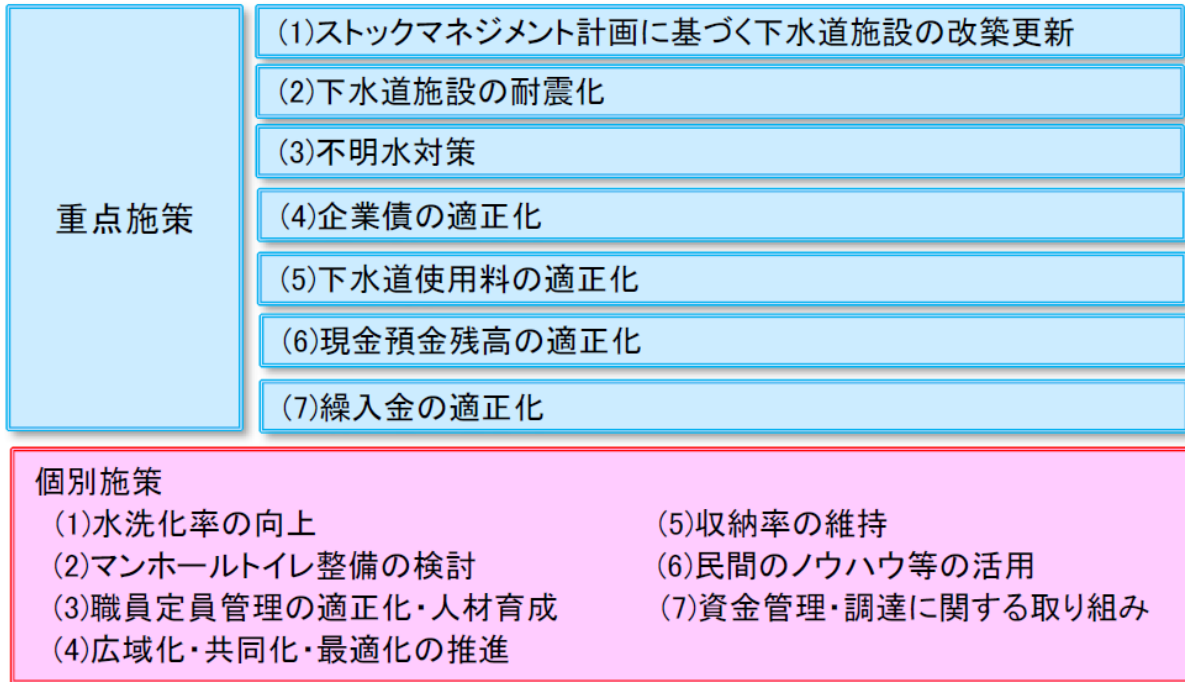 重点施策
(1)ストックマネジメント計画に基づく下水道施設の改築更新
(2)下水道施設の耐震化
(3)不明水対策
(4)企業債の適正化
(5)下水道使用料の適正化
(6)現金預金残高の適正化
(7)繰入金の適正化
個別施策
(1)水洗化率の向上
(2)マンホールトイレ整備の検討
(3)職員定員管理の適正化・人材育成
(4)広域化・共同化・最適化の推進
(5)収納率の維持
(6)民間のノウハウ等の活用
(7)資金管理・調達に関する取り組み